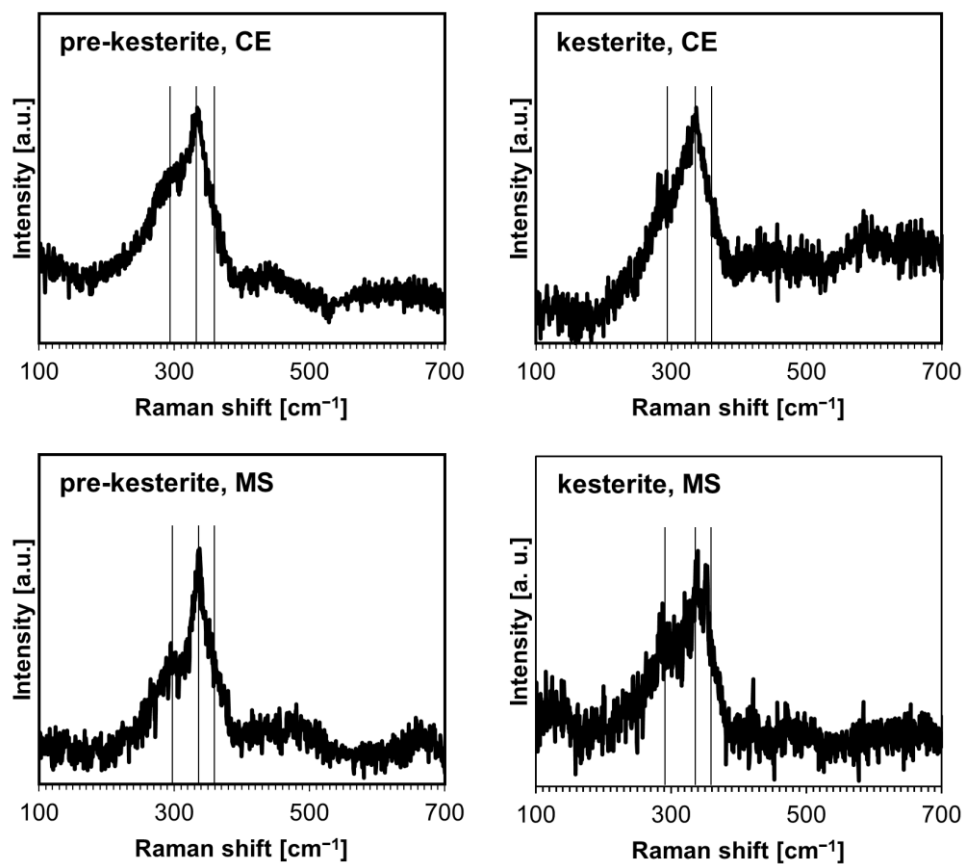 pre-kesterite, CE
Intensity [a.u.]
100 300 500 700
Raman shift [cm⁻¹]
kesterite, CE
Intensity [a.u.]
100 300 500 700
Raman shift [cm⁻¹]
pre-kesterite, MS
Intensity [a.u.]
100 300 500 700
Raman shift [cm⁻¹]
kesterite, MS
Intensity [a. u.]
100 300 500 700
Raman shift [cm⁻¹]